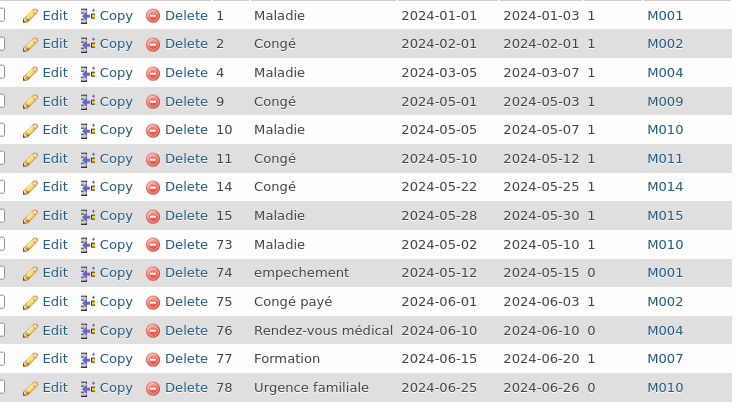 Edit Copy Delete 1 Maladie 2024-01-01 2024-01-03 1 M001
Edit Copy Delete 2 Congé 2024-02-01 2024-02-01 1 M002
Edit Copy Delete 4 Maladie 2024-03-05 2024-03-07 1 M004
Edit Copy Delete 9 Congé 2024-05-01 2024-05-03 1 M009
Edit Copy Delete 10 Maladie 2024-05-05 2024-05-07 1 M010
Edit Copy Delete 11 Congé 2024-05-10 2024-05-12 1 M011
Edit Copy Delete 14 Congé 2024-05-22 2024-05-25 1 M014
Edit Copy Delete 15 Maladie 2024-05-28 2024-05-30 1 M015
Edit Copy Delete 73 Maladie 2024-05-02 2024-05-10 1 M010
Edit Copy Delete 74 empechement 2024-05-12 2024-05-15 0 M001
Edit Copy Delete 75 Congé payé 2024-06-01 2024-06-03 1 M002
Edit Copy Delete 76 Rendez-vous médical 2024-06-10 2024-06-10 0 M004
Edit Copy Delete 77 Formation 2024-06-15 2024-06-20 1 M007
Edit Copy Delete 78 Urgence familiale 2024-06-25 2024-06-26 0 M010